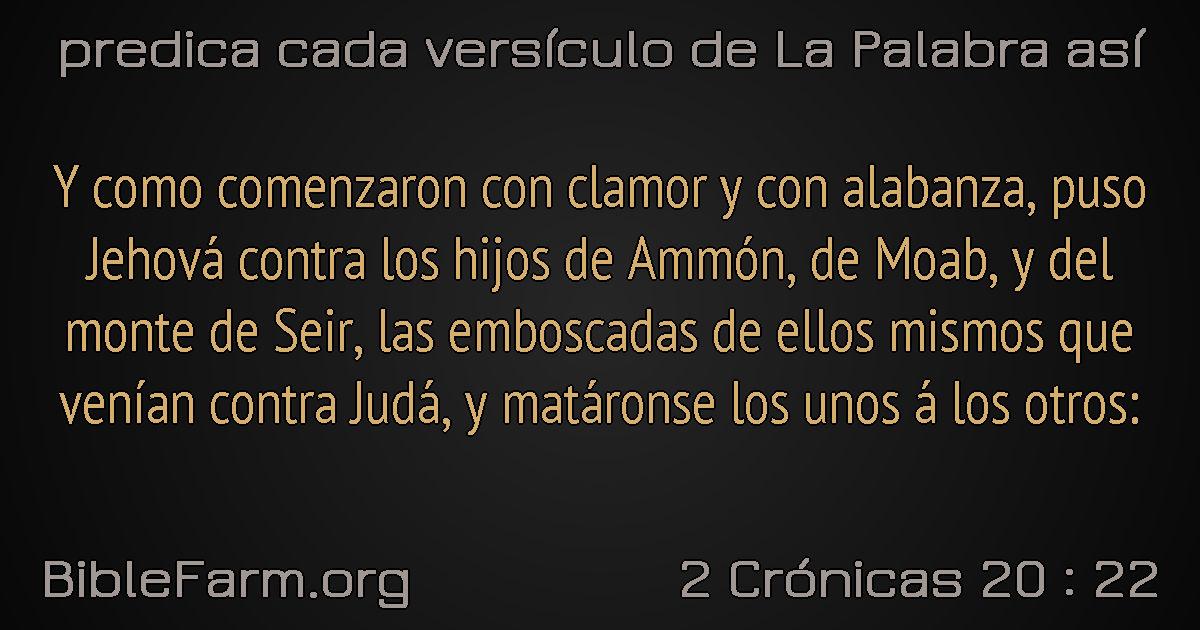 predica cada versículo de La Palabra así
Y como comenzaron con clamor y con alabanza, puso
Jehová contra los hijos de Ammón, de Moab, y del
monte de Seir, las emboscadas de ellos mismos que
venían contra Judá, y matáronse los unos á los otros:
BibleFarm.org
2 Crónicas 20 : 22